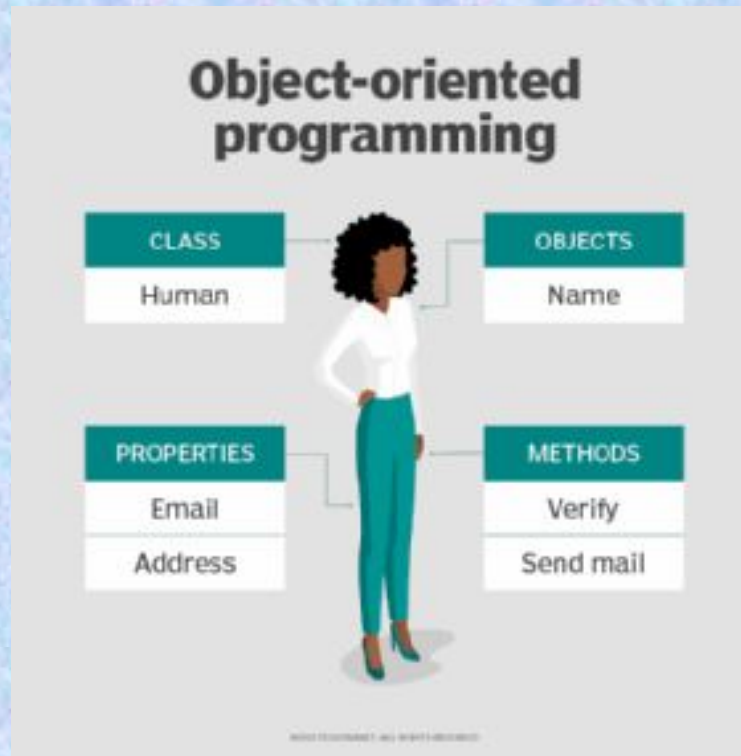 Object-oriented
programming
CLASS
Human
OBJECTS
Name
PROPERTIES
Email
Address
METHODS
Verify
Send mail